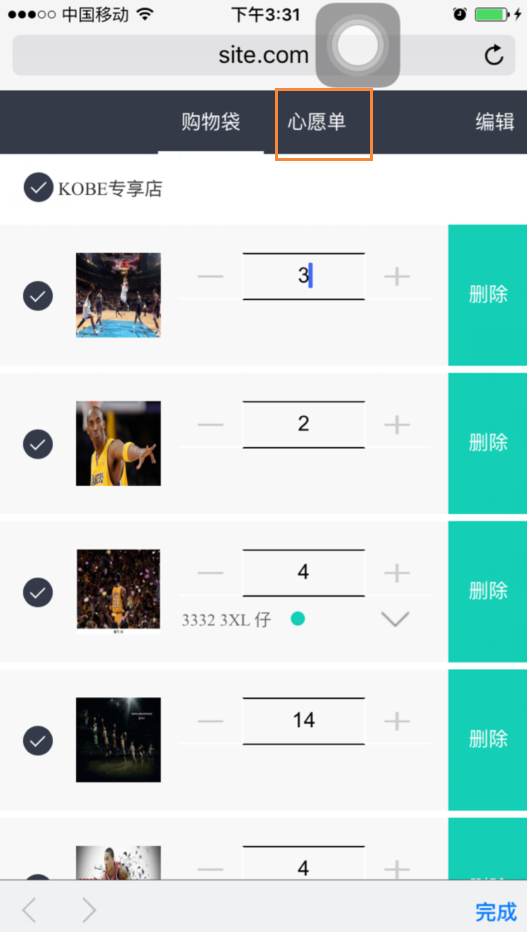 中国移动 下午3:31
site.com
购物袋 心愿单 编辑
KOBE专享店
3 删除
2 删除
4 删除
3332 3XL 仔
14 删除
4
完成